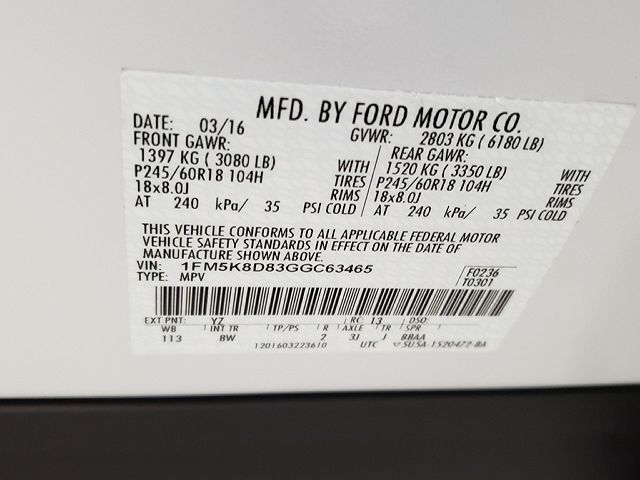 MFD. BY FORD MOTOR CO.
DATE: 03/16 GVWR: 2803 KG ( 6180 LB)
FRONT GAWR: REAR GAWR:
1397 KG ( 3080 LB) WITH 1520 KG ( 3350 LB) WITH
P245/60R18 104H TIRES P245/60R18 104H TIRES
18x8.0J RIMS 18x8.0J RIMS
AT 240 kPa/ 35 PSI COLD AT 240 kPa/ 35 PSI COLD
THIS VEHICLE CONFORMS TO ALL APPLICABLE FEDERAL MOTOR
VEHICLE SAFETY STANDARDS IN EFFECT ON THE DATE OF
MANUFACTURE SHOWN ABOVE.
VIN: 1FM5K8D83GGC63465 F0236
TYPE: MPV T0301
EXT PNT: YZ RC: 13 DSO:
WB INT TR TP/PS R AXLE TR SPR
113 8W 2 3J J BBAA
1201603223610 UTC ▽5U5A-1520472-BA